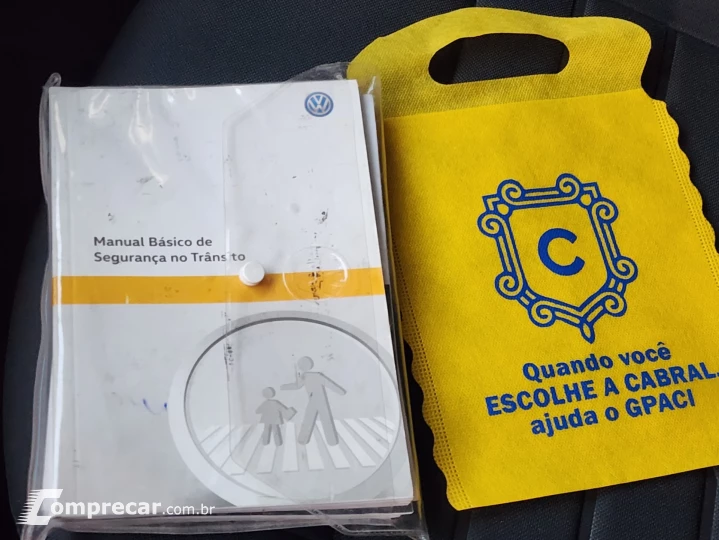 Manual Básico de
Segurança no Trânsito
C
Quando você
ESCOLHE A CABRAL,
ajuda o GPACI
Comprecar.com.br